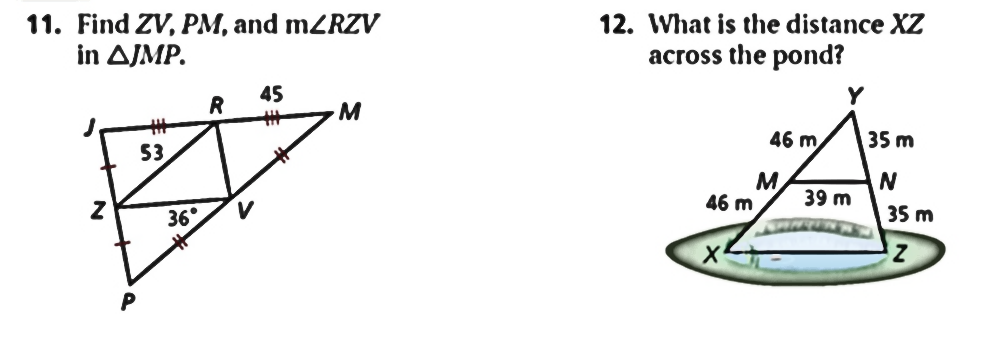 11. Find ZV, PM, and m∠RZV
in △JMP.
J
R
45
M
53
Z
36°
V
P
12. What is the distance XZ
across the pond?
Y
46 m
35 m
M
N
39 m
46 m
35 m
X
Z